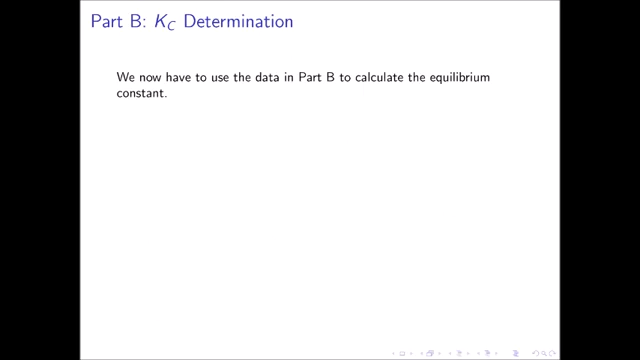 Part B: K_C Determination
We now have to use the data in Part B to calculate the equilibrium
constant.